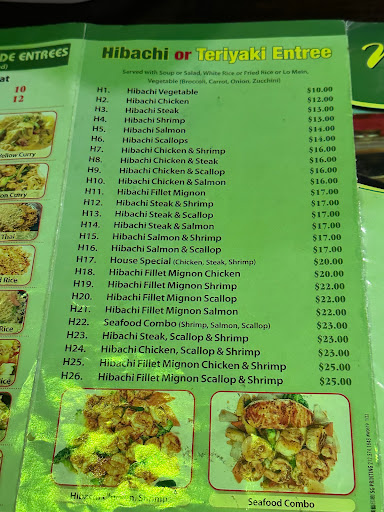 DE ENTREES
Hibachi or Teriyaki Entree
Served with Soup or Salad, White Rice or Fried Rice or Lo Main,
Vegetable (Broccoli, Carrot, Onion, Zucchini)
at
10
12
H1. Hibachi Vegetable $10.00
H2. Hibachi Chicken $12.00
H3. Hibachi Steak $15.00
H4. Hibachi Shrimp $15.00
H5. Hibachi Salmon $14.00
H6. Hibachi Scallops $14.00
H7. Hibachi Chicken & Shrimp $16.00
H8. Hibachi Chicken & Steak $16.00
H9. Hibachi Chicken & Scallop $16.00
H10. Hibachi Chicken & Salmon $16.00
H11. Hibachi Fillet Mignon $17.00
H12. Hibachi Steak & Shrimp $17.00
H13. Hibachi Steak & Scallop $17.00
H14. Hibachi Steak & Salmon $17.00
H15. Hibachi Salmon & Shrimp $17.00
H16. Hibachi Salmon & Scallop $17.00
H17. House Special (Chicken, Steak, Shrimp) $20.00
H18. Hibachi Fillet Mignon Chicken $20.00
H19. Hibachi Fillet Mignon Shrimp $22.00
H20. Hibachi Fillet Mignon Scallop $22.00
H21. Hibachi Fillet Mignon Salmon $22.00
H22. Seafood Combo (Shrimp, Salmon, Scallop) $23.00
H23. Hibachi Steak, Scallop & Shrimp $23.00
H24. Hibachi Chicken, Scallop & Shrimp $23.00
H25. Hibachi Fillet Mignon Chicken & Shrimp $25.00
H26. Hibachi Fillet Mignon Scallop & Shrimp $25.00
Yellow Curry
Curry
Thai
d Rice
Rice
Rice
Shrimp
Seafood Combo